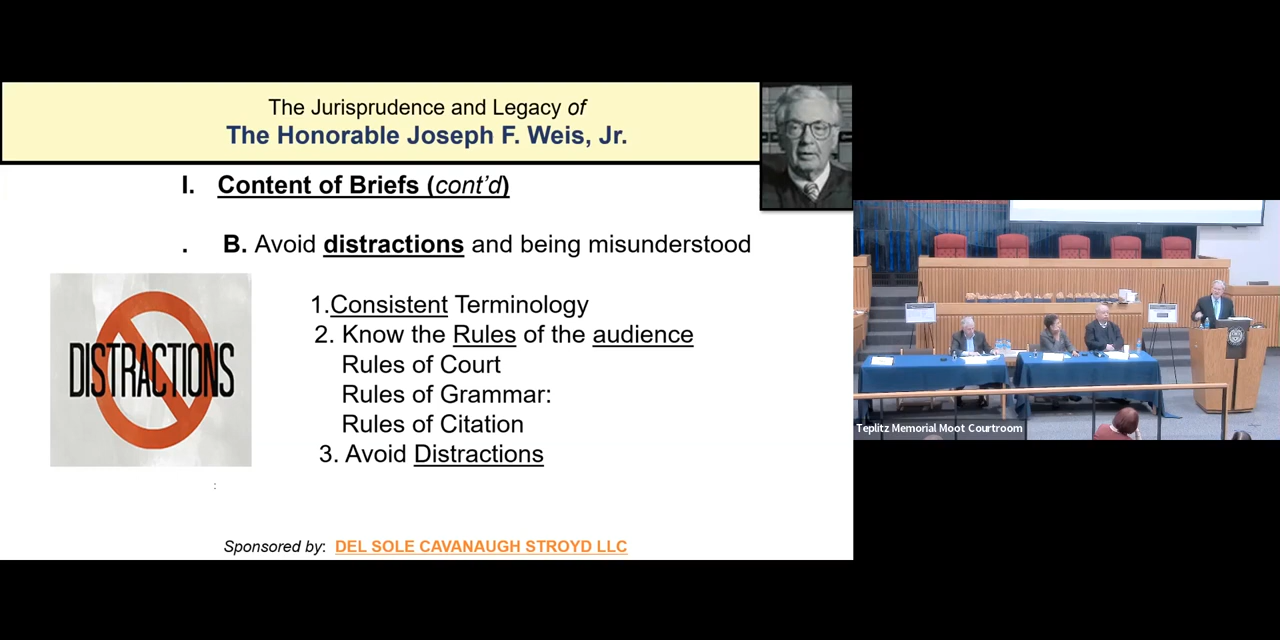 The Jurisprudence and Legacy of
The Honorable Joseph F. Weis, Jr.
I. Content of Briefs (cont’d)
. B. Avoid distractions and being misunderstood
DISTRACTIONS
1.Consistent Terminology
2. Know the Rules of the audience
Rules of Court
Rules of Grammar:
Rules of Citation
3. Avoid Distractions
:
Sponsored by: DEL SOLE CAVANAUGH STROYD LLC
Teplitz Memorial Moot Courtroom